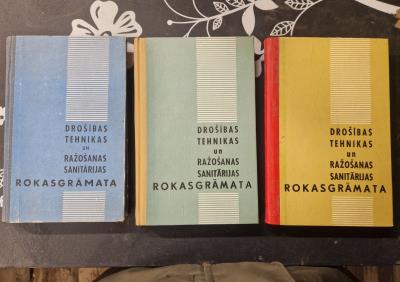 DROŠĪBAS
TEHNIKAS
un
RAŽOŠANAS
SANITĀRIJAS
ROKASGRĀMATA
DROŠĪBAS
TEHNIKAS
un
RAŽOŠANAS
SANITĀRIJAS
ROKASGRĀMATA
DROŠĪBAS
TEHNIKAS
un
RAŽOŠANAS
SANITĀRIJAS
ROKASGRĀMATA